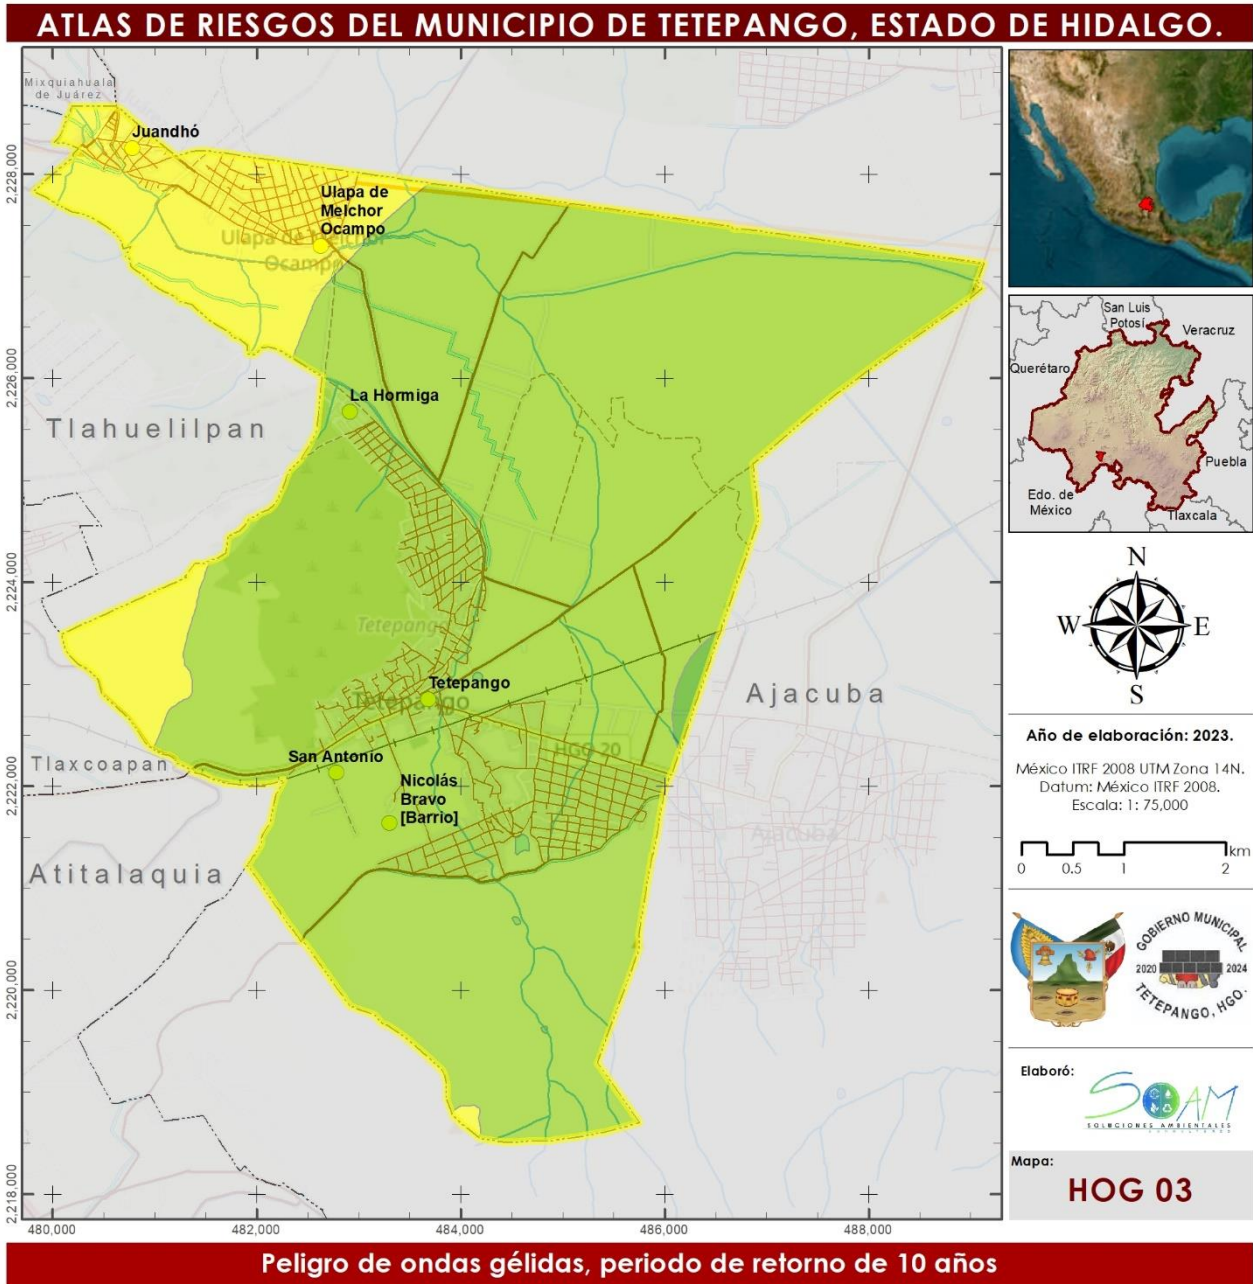 ATLAS DE RIESGOS DEL MUNICIPIO DE TETEPANGO, ESTADO DE HIDALGO.
Mixquiahuala
de Juárez
Juandhó
Ulapa de
Melchor
Ocampo
Ulapa de Melchor
Ocampo
La Hormiga
Tlahuelilpan
Tetepango
Tetepango
Tetepango
HGO 20
San Antonio
Nicolás
Bravo
[Barrio]
Ajacuba
Ajacuba
Tlaxcoapan
Atitalaquia
2,228,000
2,226,000
2,224,000
2,222,000
2,220,000
2,218,000
480,000
482,000
484,000
486,000
488,000
San Luis
Potosí
Veracruz
Querétaro
Puebla
Edo. de
México
Tlaxcala
N
W
E
S
Año de elaboración: 2023.
México ITRF 2008 UTM Zona 14N.
Datum: México ITRF 2008.
Escala: 1: 75,000
km
0 0.5 1 2
GOBIERNO MUNICIPAL
2020 2024
TETEPANGO, HGO.
Elaboró:
SOAM
SOLUCIONES AMBIENTALES
Mapa:
HOG 03
Peligro de ondas gélidas, periodo de retorno de 10 años